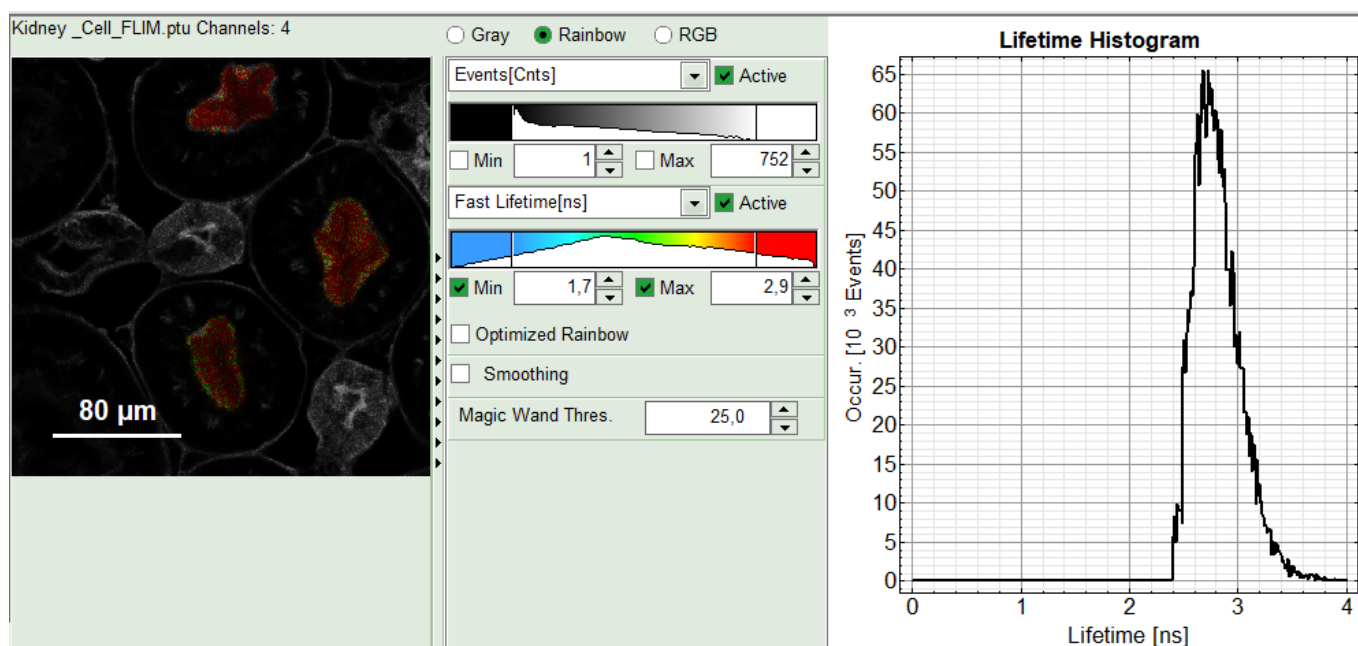 Kidney _Cell_FLIM.ptu Channels: 4
80 µm
Gray Rainbow RGB
Events[Cnts] Active
Min 1 Max 752
Fast Lifetime[ns] Active
Min 1,7 Max 2,9
Optimized Rainbow
Smoothing
Magic Wand Thres. 25,0
Lifetime Histogram
Occur. [10 3 Events]
65
60
55
50
45
40
35
30
25
20
15
10
5
0
0 1 2 3 4
Lifetime [ns]